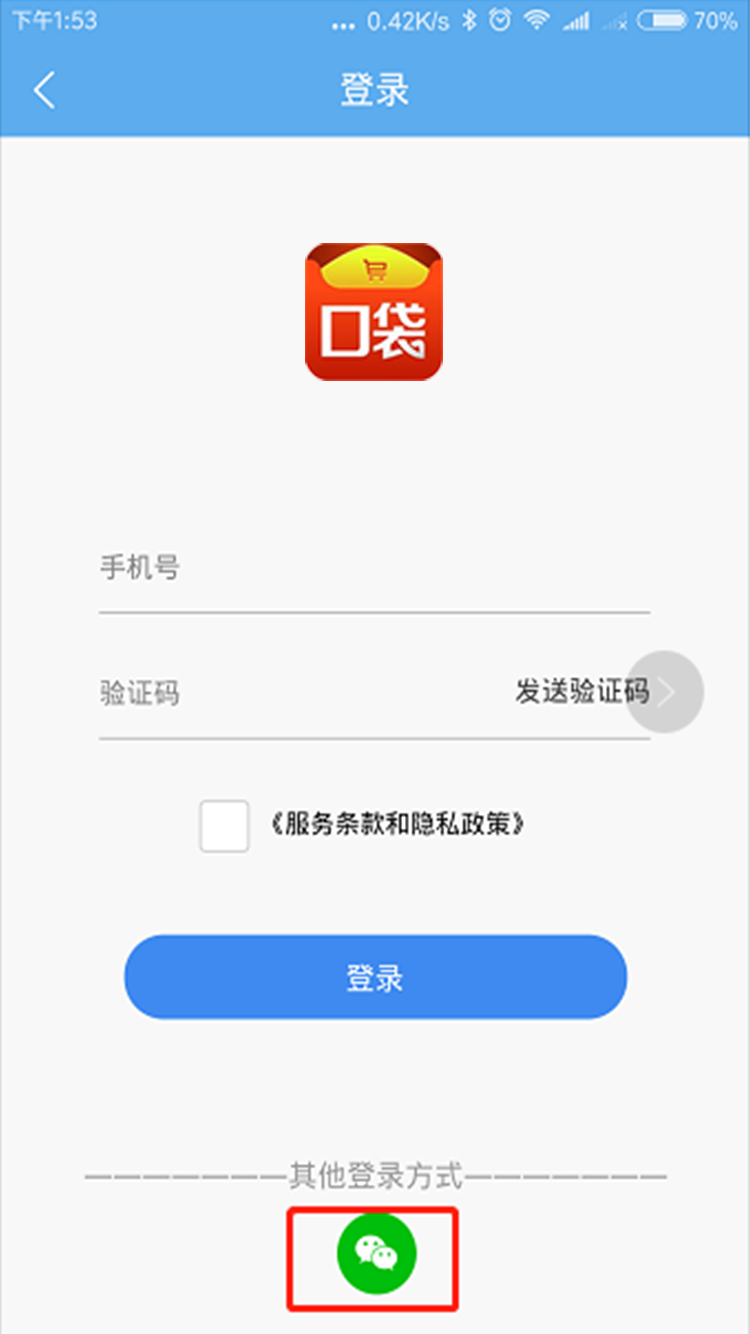 下午1:53 ... 0.42K/s 70%
登录
口袋
手机号
验证码 发送验证码
《服务条款和隐私政策》
登录
———————其他登录方式———————